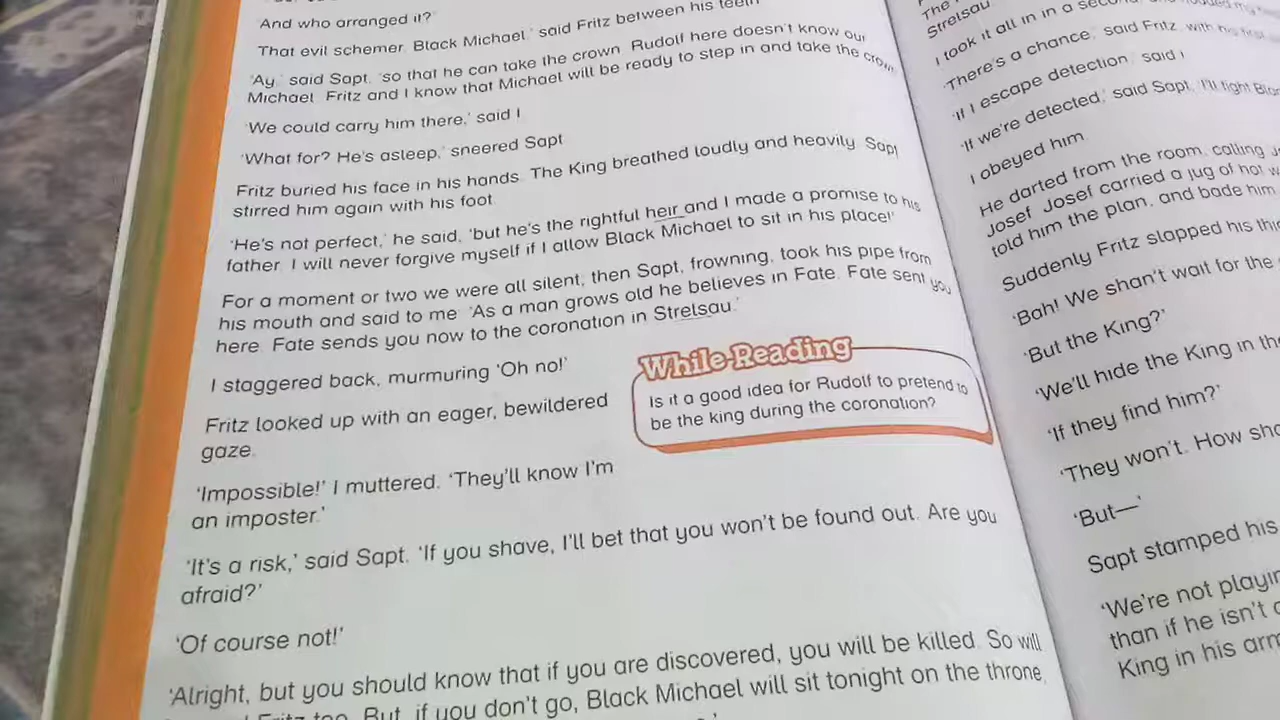 'And who arranged it?'
That evil schemer, Black Michael,' said Fritz between his teeth
'Ay,' said Sapt, 'so that he can take the crown. Rudolf here doesn't know our
Michael. Fritz and I know that Michael will be ready to step in and take the crown
'We could carry him there,' said I
'What for? He's asleep,' sneered Sapt
Fritz buried his face in his hands. The King breathed loudly and heavily. Sapt
stirred him again with his foot
'He's not perfect,' he said, 'but he's the rightful heir and I made a promise to his
father. I will never forgive myself if I allow Black Michael to sit in his place!'
For a moment or two we were all silent; then Sapt, frowning, took his pipe from
his mouth and said to me 'As a man grows old he believes in Fate. Fate sent you
here. Fate sends you now to the coronation in Strelsau.'
I staggered back, murmuring 'Oh no!'
Fritz looked up with an eager, bewildered
gaze.
While Reading
Is it a good idea for Rudolf to pretend to
be the king during the coronation?
'Impossible!' I muttered. 'They'll know I'm
an imposter.'
'It's a risk,' said Sapt. 'If you shave, I'll bet that you won't be found out. Are you
afraid?'
'Of course not!'
'Alright, but you should know that if you are discovered, you will be killed. So will
Fritz too. But, if you don't go, Black Michael will sit tonight on the throne,
The
Strelsau
I took it all in in a second
'There's a chance,' said Fritz, with his first
'If I escape detection,' said I
'If we're detected,' said Sapt, 'I'll fight
I obeyed him
He darted from the room, calling
Josef. Josef carried a jug of hot
told him the plan, and bade him
Suddenly Fritz slapped his
'Bah! We shan't wait for the
'But the King?'
'We'll hide the King in the
'If they find him?'
'They won't. How
'But—'
Sapt stamped his
'We're not
than if he isn't
King in his